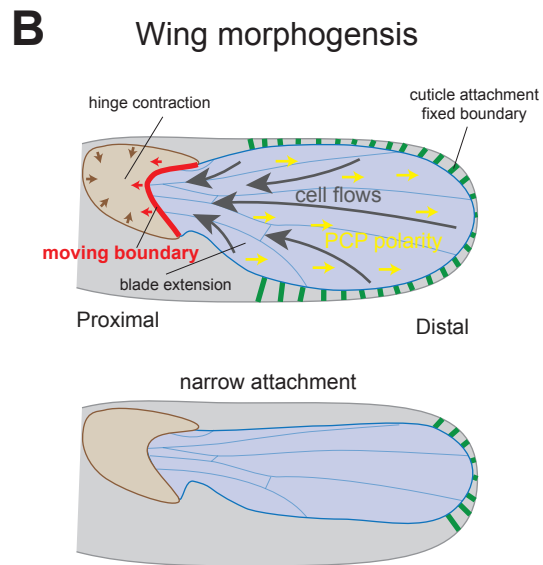 B
Wing morphogensis
hinge contraction
cuticle attachment
fixed boundary
cell flows
moving boundary
PCP polarity
blade extension
Proximal
Distal
narrow attachment